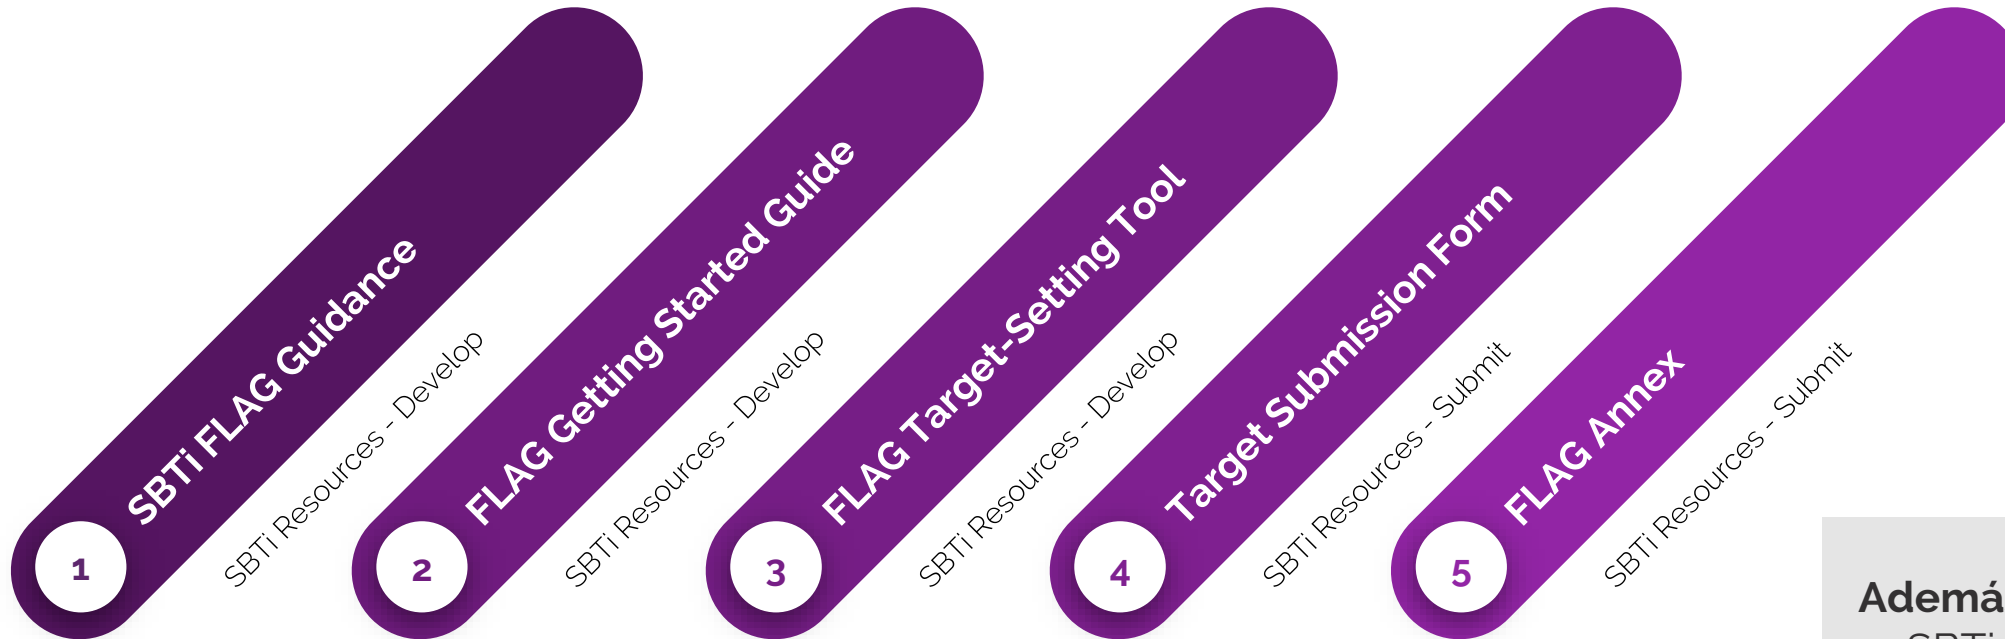 1
SBTi FLAG Guidance
SBTi Resources - Develop
2
FLAG Getting Started Guide
SBTi Resources - Develop
3
FLAG Target-Setting Tool
SBTi Resources - Develop
4
Target Submission Form
SBTi Resources - Submit
5
FLAG Annex
SBTi Resources - Submit
Ademá